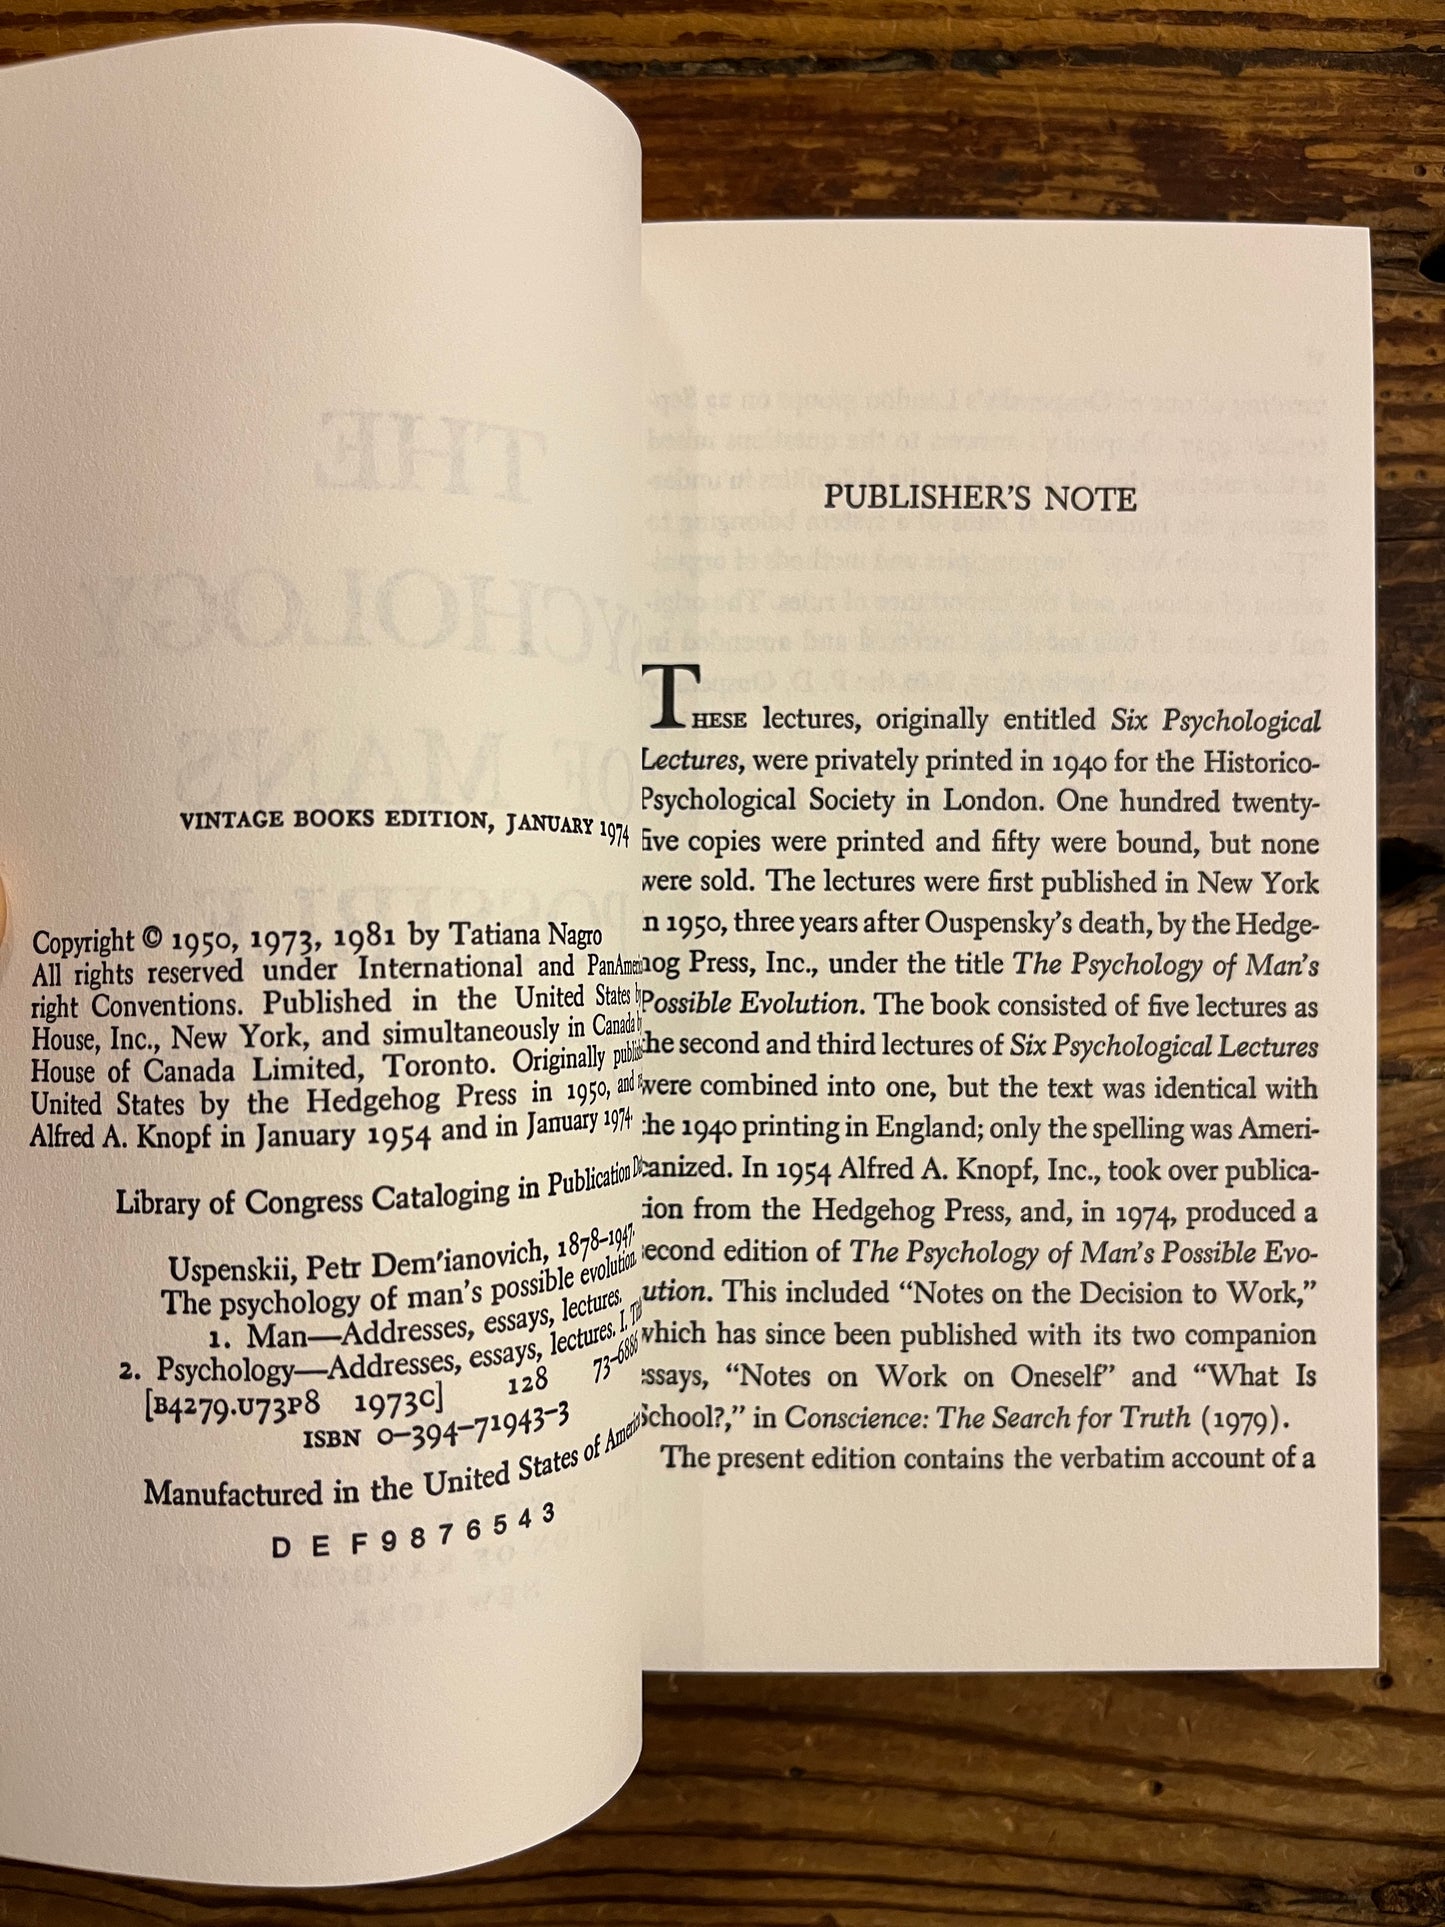 VINTAGE BOOKS EDITION, JANUARY 1974
Copyright © 1950, 1973, 1981 by Tatiana Nagro
All rights reserved under International and PanAmeri
right Conventions. Published in the United States b
House, Inc., New York, and simultaneously in Canada b
House of Canada Limited, Toronto. Originally publish
United States by the Hedgehog Press in 1950, and
Alfred A. Knopf in January 1954 and in January 1974.
Library of Congress Cataloging in Publication D
Uspenskii, Petr Dem'ianovich, 1878–1947.
The psychology of man's possible evolution.
1. Man—Addresses, essays, lectures.
2. Psychology—Addresses, essays, lectures. I. Tit
[B4279.U73P8 1973C] 128 73–6886
ISBN 0–394–71943–3
Manufactured in the United States of America
D E F 9 8 7 6 5 4 3
PUBLISHER'S NOTE
THESE lectures, originally entitled Six Psychological
Lectures, were privately printed in 1940 for the Historico-
Psychological Society in London. One hundred twenty-
five copies were printed and fifty were bound, but none
were sold. The lectures were first published in New York
n 1950, three years after Ouspensky's death, by the Hedge-
hog Press, Inc., under the title The Psychology of Man's
Possible Evolution. The book consisted of five lectures as
the second and third lectures of Six Psychological Lectures
were combined into one, but the text was identical with
the 1940 printing in England; only the spelling was Ameri-
canized. In 1954 Alfred A. Knopf, Inc., took over publica-
tion from the Hedgehog Press, and, in 1974, produced a
econd edition of The Psychology of Man's Possible Evo-
lution. This included “Notes on the Decision to Work,”
which has since been published with its two companion
essays, “Notes on Work on Oneself” and “What Is
School?,” in Conscience: The Search for Truth (1979).
The present edition contains the verbatim account of a